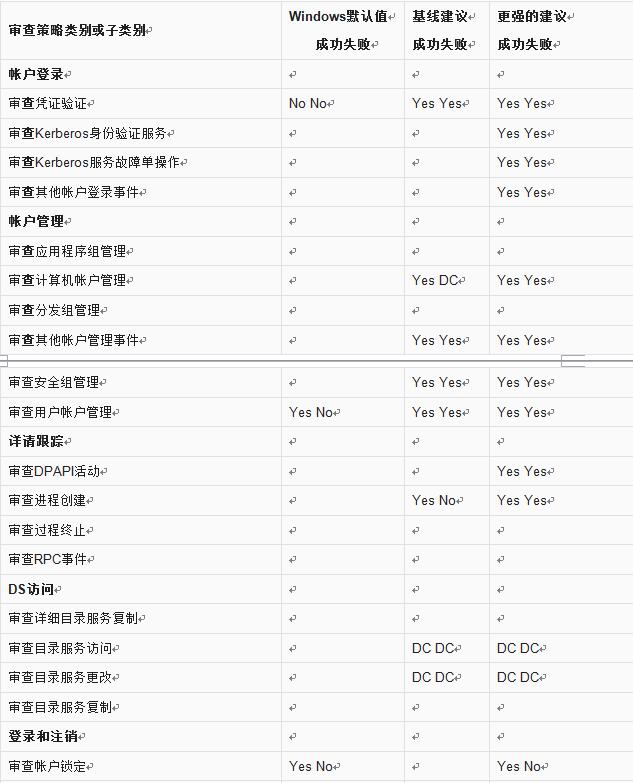 审查策略类别或子类别 Windows默认值 基线建议 更强的建议
成功失败 成功失败 成功失败
帐户登录
审查凭证验证 No No Yes Yes Yes Yes
审查Kerberos身份验证服务 Yes Yes
审查Kerberos服务故障单操作 Yes Yes
审查其他帐户登录事件 Yes Yes
帐户管理
审查应用程序组管理
审查计算机帐户管理 Yes DC Yes Yes
审查分发组管理
审查其他帐户管理事件 Yes Yes Yes Yes
审查安全组管理 Yes Yes Yes Yes
审查用户帐户管理 Yes No Yes Yes Yes Yes
详请跟踪
审查DPAPI活动 Yes Yes
审查进程创建 Yes No Yes Yes
审查过程终止
审查RPC事件
DS访问
审查详细目录服务复制
审查目录服务访问 DC DC DC DC
审查目录服务更改 DC DC DC DC
审查目录服务复制
登录和注销
审查帐户锁定 Yes No Yes No